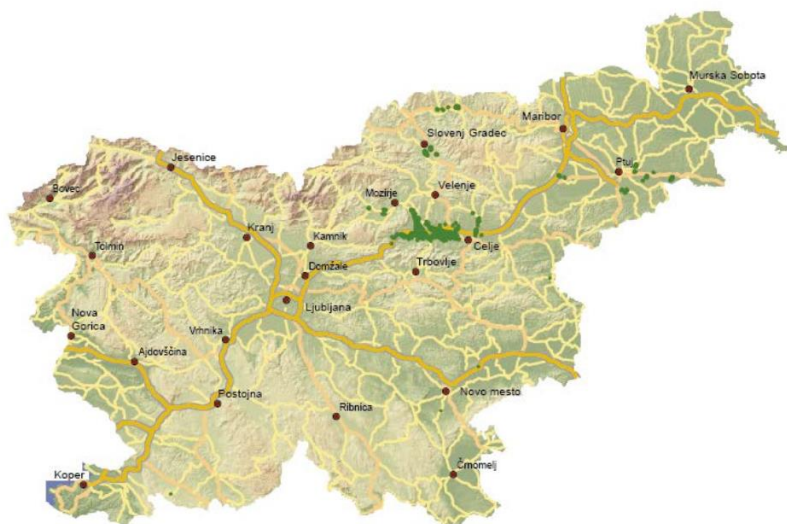 Murska Sobota
Maribor
Slovenj Gradec
Ptuj
Jesenice
Bovec
Velenje
Mozirje
Kranj
Kamnik
Celje
Tolmin
Domžale
Trbovlje
Ljubljana
Nova
Gorica
Vrhnika
Ajdovščina
Postojna
Novo mesto
Ribnica
Črnomelj
Koper